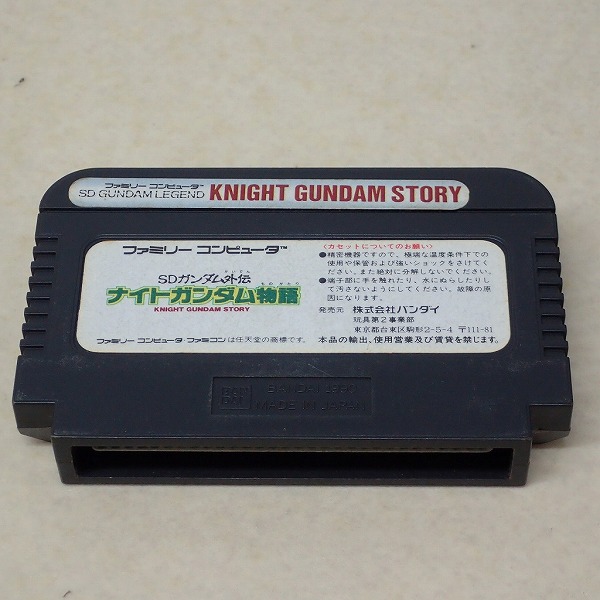 ファミリー コンピュータ™
SD GUNDAM LEGEND KNIGHT GUNDAM STORY
ファミリー コンピュータ™
SDガンダム外伝
ナイトガンダム物語
KNIGHT GUNDAM STORY
ファミリー コンピュータ・ファミコンは任天堂の商標です。
〈カセットについてのお願い〉
●精密機器ですので、極端な温度条件下での
使用や保管および強いショックをさけてく
ださい。また絶対に分解しないでください。
●端子部に手を触れたり、水にぬらしたりし
て汚さないようにしてください。故障の原
因になります。
発売元 株式会社バンダイ
玩具第2事業部
東京都台東区駒形2-5-4 〒111-81
本品の輸出、使用営業及び賃貸を禁じます。
BANDAI 1990
MADE IN JAPAN